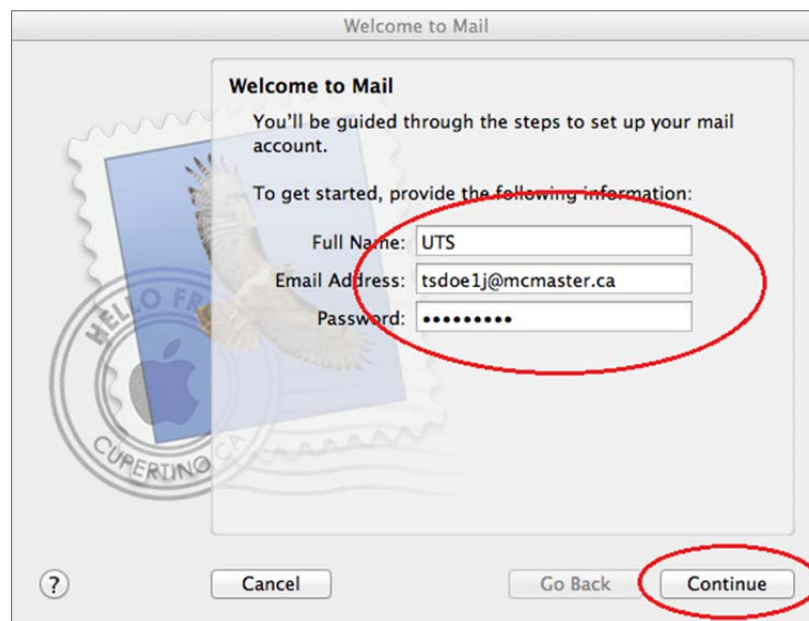 Welcome to Mail
Welcome to Mail
You'll be guided through the steps to set up your mail
account.
To get started, provide the following information:
Full Name: UTS
Email Address: tsdoe1j@mcmaster.ca
Password: •••••••••
HELLO FR
CUPERTINO CA
? Cancel Go Back Continue